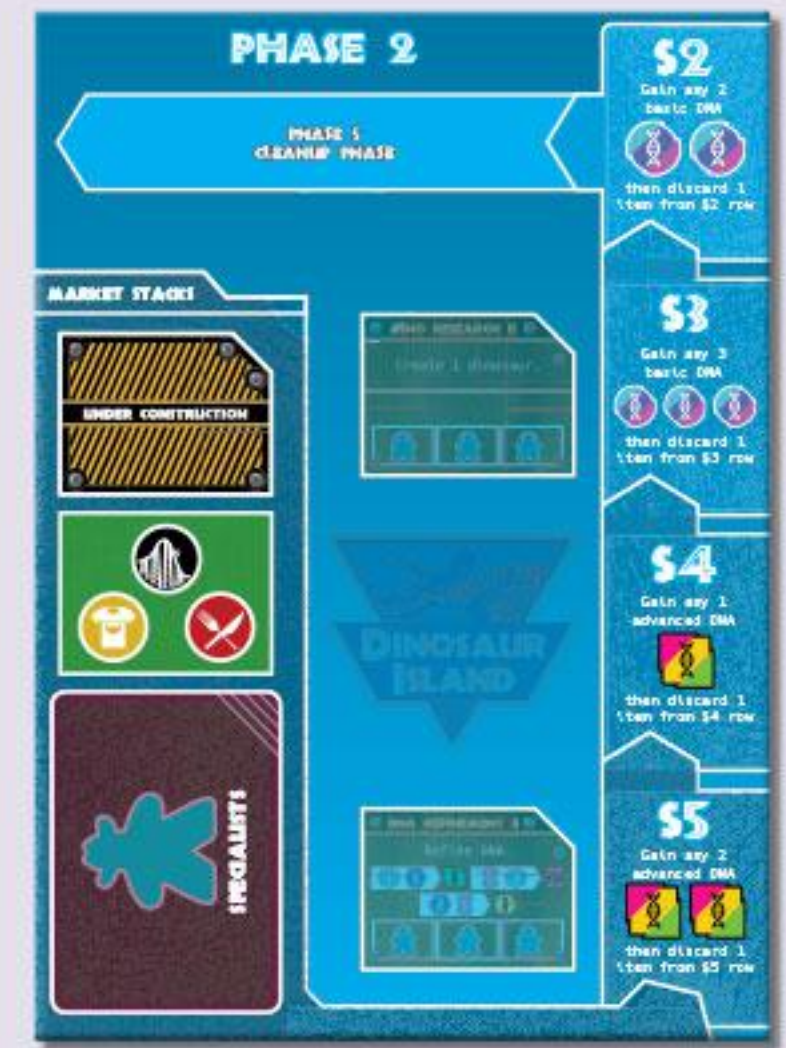 PHASE 2
PHASE 5
CLEANUP PHASE
MARKET STACKS
UNDER CONSTRUCTION
SPECIALISTS
Create 1 dinosaur.
Refine DNA
DINOSAUR
ISLAND
$2
Gain any 2
basic DNA
then discard 1
item from $2 row
$3
Gain any 3
basic DNA
then discard 1
item from $3 row
$4
Gain any 1
advanced DNA
then discard 1
item from $4 row
$5
Gain any 2
advanced DNA
then discard 1
item from $5 row